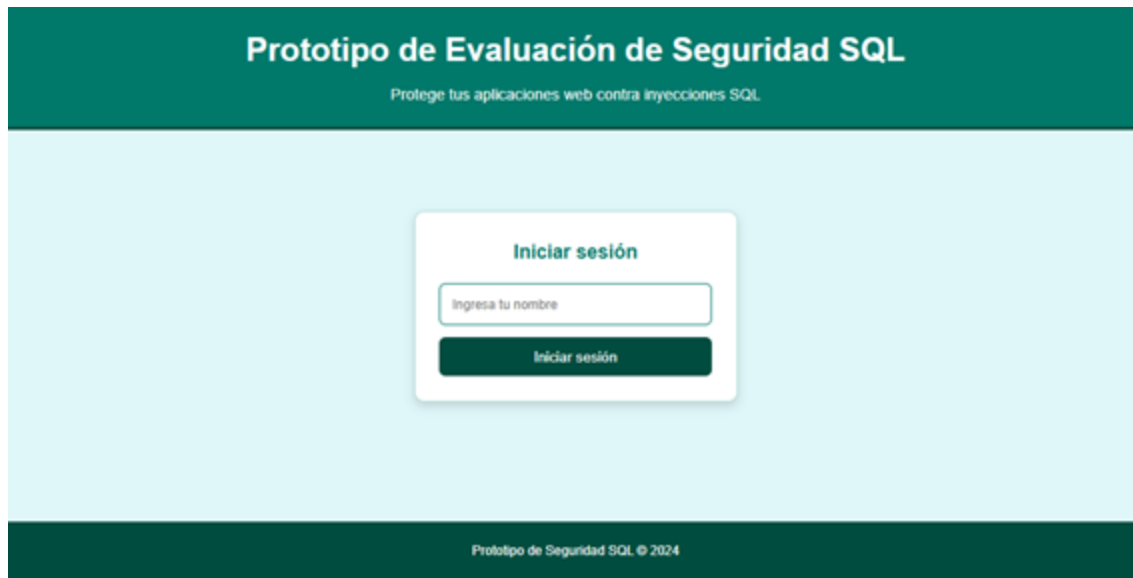 Prototipo de Evaluación de Seguridad SQL
Protege tus aplicaciones web contra inyecciones SQL
Iniciar sesión
Ingresa tu nombre
Iniciar sesión
Prototipo de Seguridad SQL © 2024